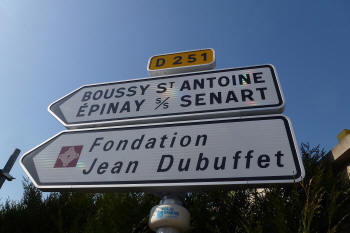 D 251
BOUSSY ST ANTOINE
ÉPINAY S/S SENART
Fondation
Jean Dubuffet